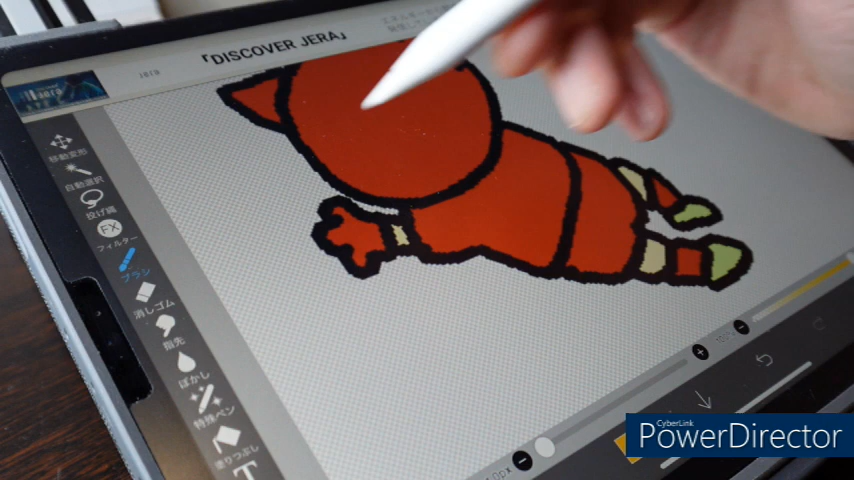 「DISCOVER JERA」
Jera
移動変形
自動選択
投げ縄
FX
フィルター
ブラシ
消しゴム
指先
ぼかし
特殊ペン
塗りつぶし
T
CyberLink
PowerDirector